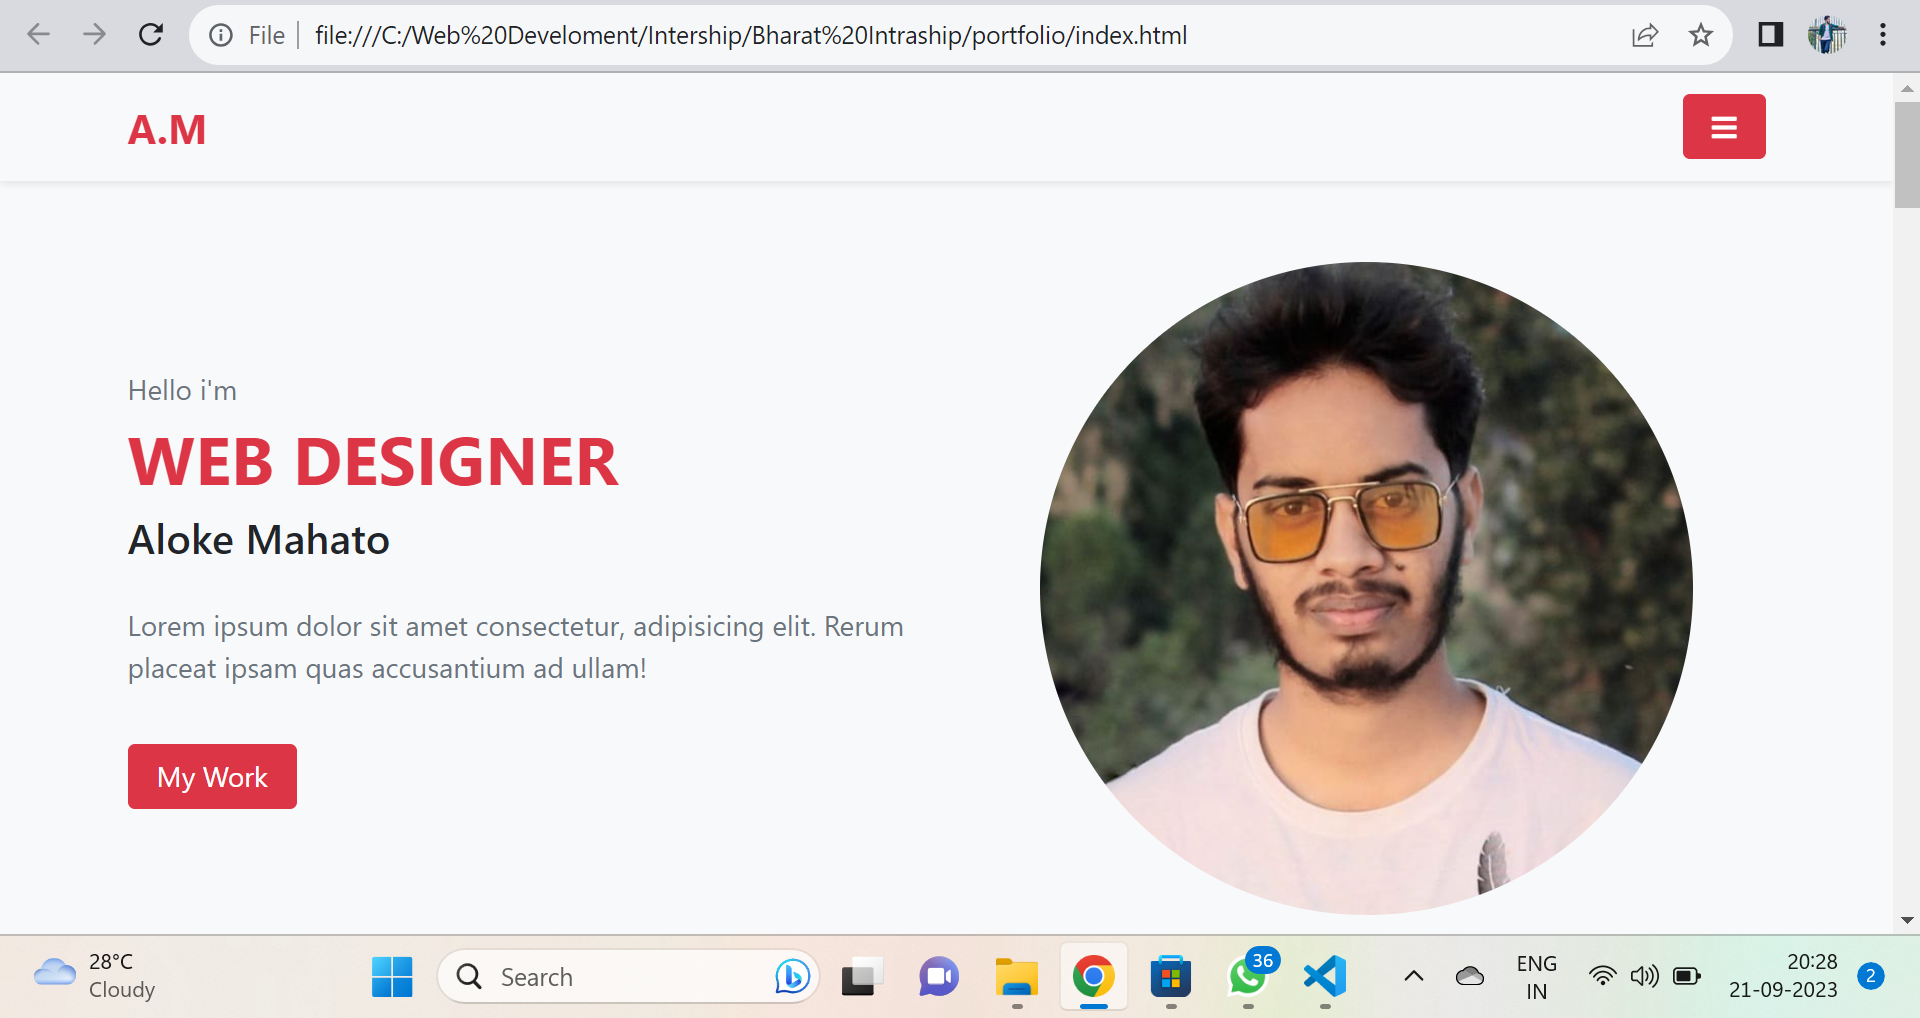 File
file:///C:/Web%20Develoment/Intership/Bharat%20Intraship/portfolio/index.html
A.M
Hello i'm
WEB DESIGNER
Aloke Mahato
Lorem ipsum dolor sit amet consectetur, adipisicing elit. Rerum
placeat ipsam quas accusantium ad ullam!
My Work
28°C
Cloudy
Search
36
ENG
IN
20:28
21-09-2023
2